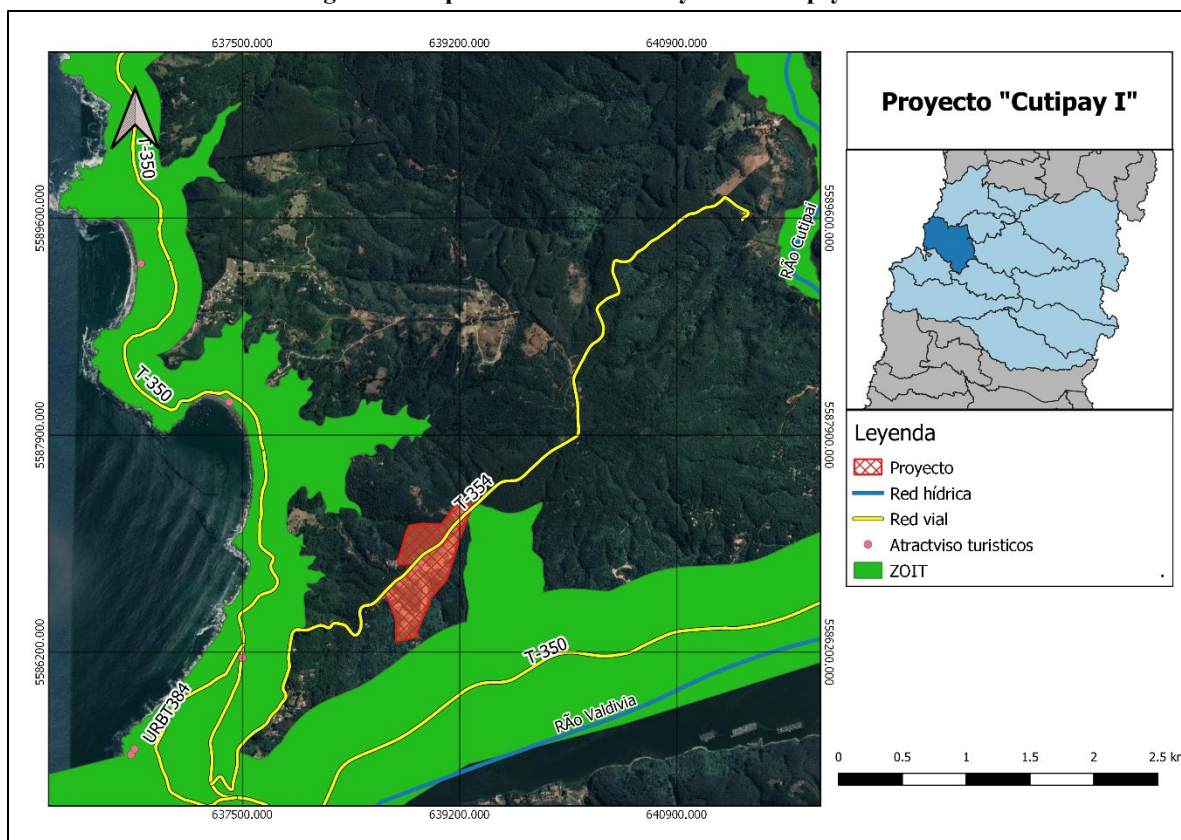 637500.000 639200.000 640900.000
5589600.000
5587900.000
5586200.000
5589600.000
5587900.000
5586200.000
T-350
T-350
T-354
T-350
URBT384
RÃo Cutipai
RÃo Valdivia
637500.000 639200.000 640900.000
Proyecto "Cutipay I"
Leyenda
Proyecto
Red hídrica
Red vial
Atractviso turisticos
ZOIT
.
0 0.5 1 1.5 2 2.5 km